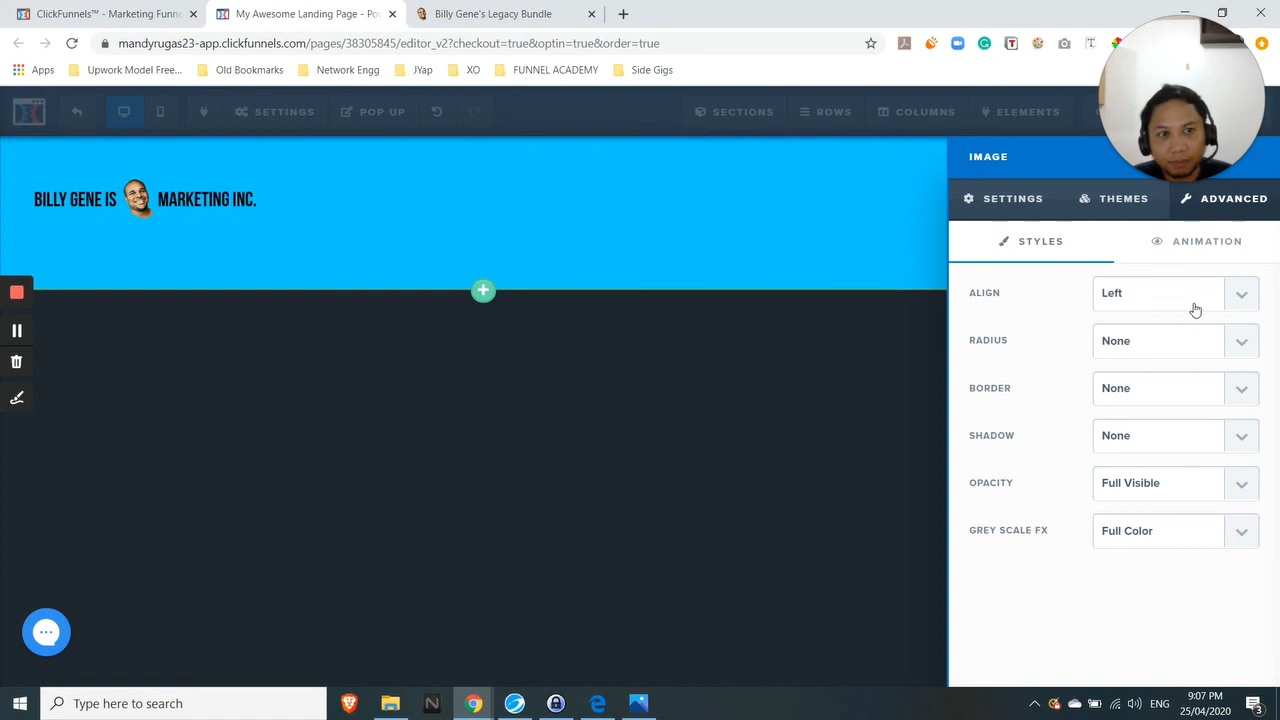 ClickFunnels™ - Marketing Funne
My Awesome Landing Page - Po
Billy Gene's Legacy Bundle
mandyrugas23-app.clickfunnels.com/pages/38305845/editor_v2?checkout=true&optin=true&order=true
Apps
Upwork Model Free...
Old Bookmarks
Network Engg
JYap
XO
FUNNEL ACADEMY
Side Gigs
SETTINGS
POP UP
SECTIONS
ROWS
COLUMNS
ELEMENTS
IMAGE
SETTINGS
THEMES
ADVANCED
BILLY GENE IS MARKETING INC.
STYLES
ANIMATION
ALIGN
Left
RADIUS
None
BORDER
None
SHADOW
None
OPACITY
Full Visible
GREY SCALE FX
Full Color
Type here to search
ENG
9:07 PM
25/04/2020
3